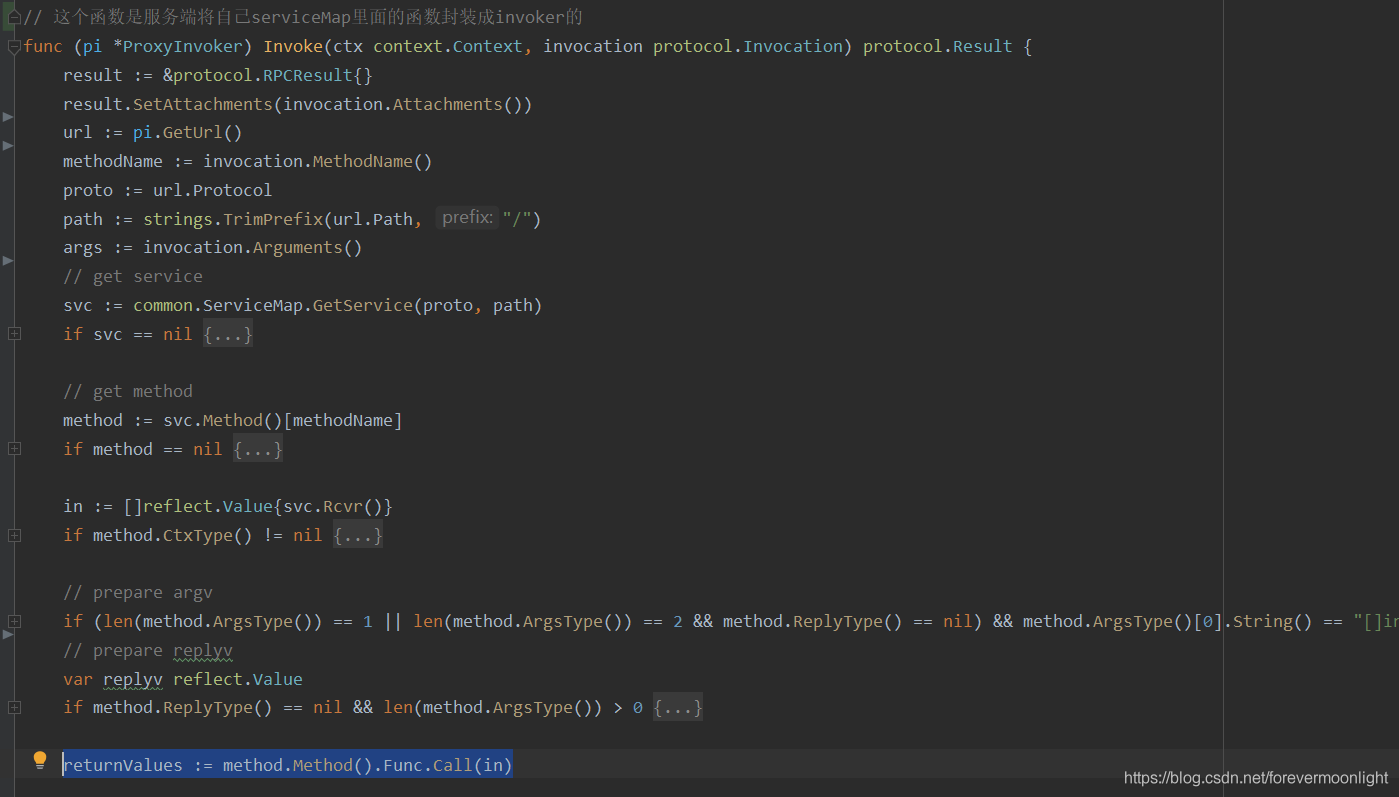 // 这个函数是服务端将自己serviceMap里面的函数封装成invoker的
func (pi *ProxyInvoker) Invoke(ctx context.Context, invocation protocol.Invocation) protocol.Result {
result := &protocol.RPCResult{}
result.SetAttachments(invocation.Attachments())
url := pi.GetUrl()
methodName := invocation.MethodName()
proto := url.Protocol
path := strings.TrimPrefix(url.Path, prefix: "/")
args := invocation.Arguments()
// get service
svc := common.ServiceMap.GetService(proto, path)
if svc == nil {...}
// get method
method := svc.Method()[methodName]
if method == nil {...}
in := []reflect.Value{svc.Rcvr()}
if method.CtxType() != nil {...}
// prepare argv
if (len(method.ArgsType()) == 1 || len(method.ArgsType()) == 2 && method.ReplyType() == nil) && method.ArgsType()[0].String() == "[]in
// prepare replyv
var replyv reflect.Value
if method.ReplyType() == nil && len(method.ArgsType()) > 0 {...}
returnValues := method.Method().Func.Call(in)
https://blog.csdn.net/forevermoonlight